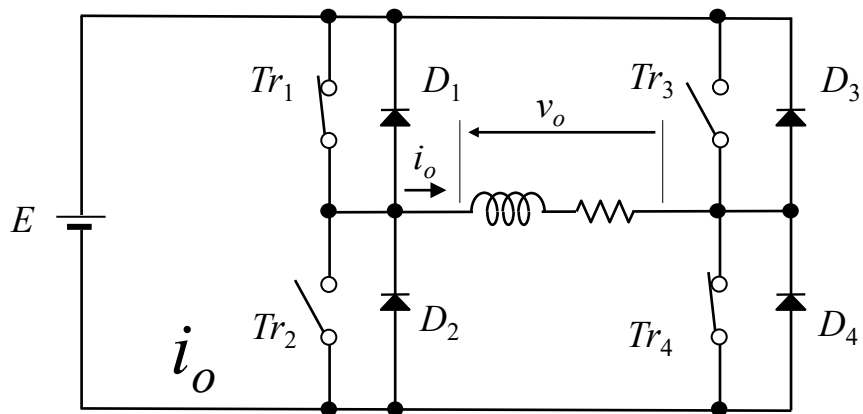 Tr₁
D₁
Tr₃
D₃
vₒ
iₒ
E
Tr₂
D₂
Tr₄
D₄
iₒ